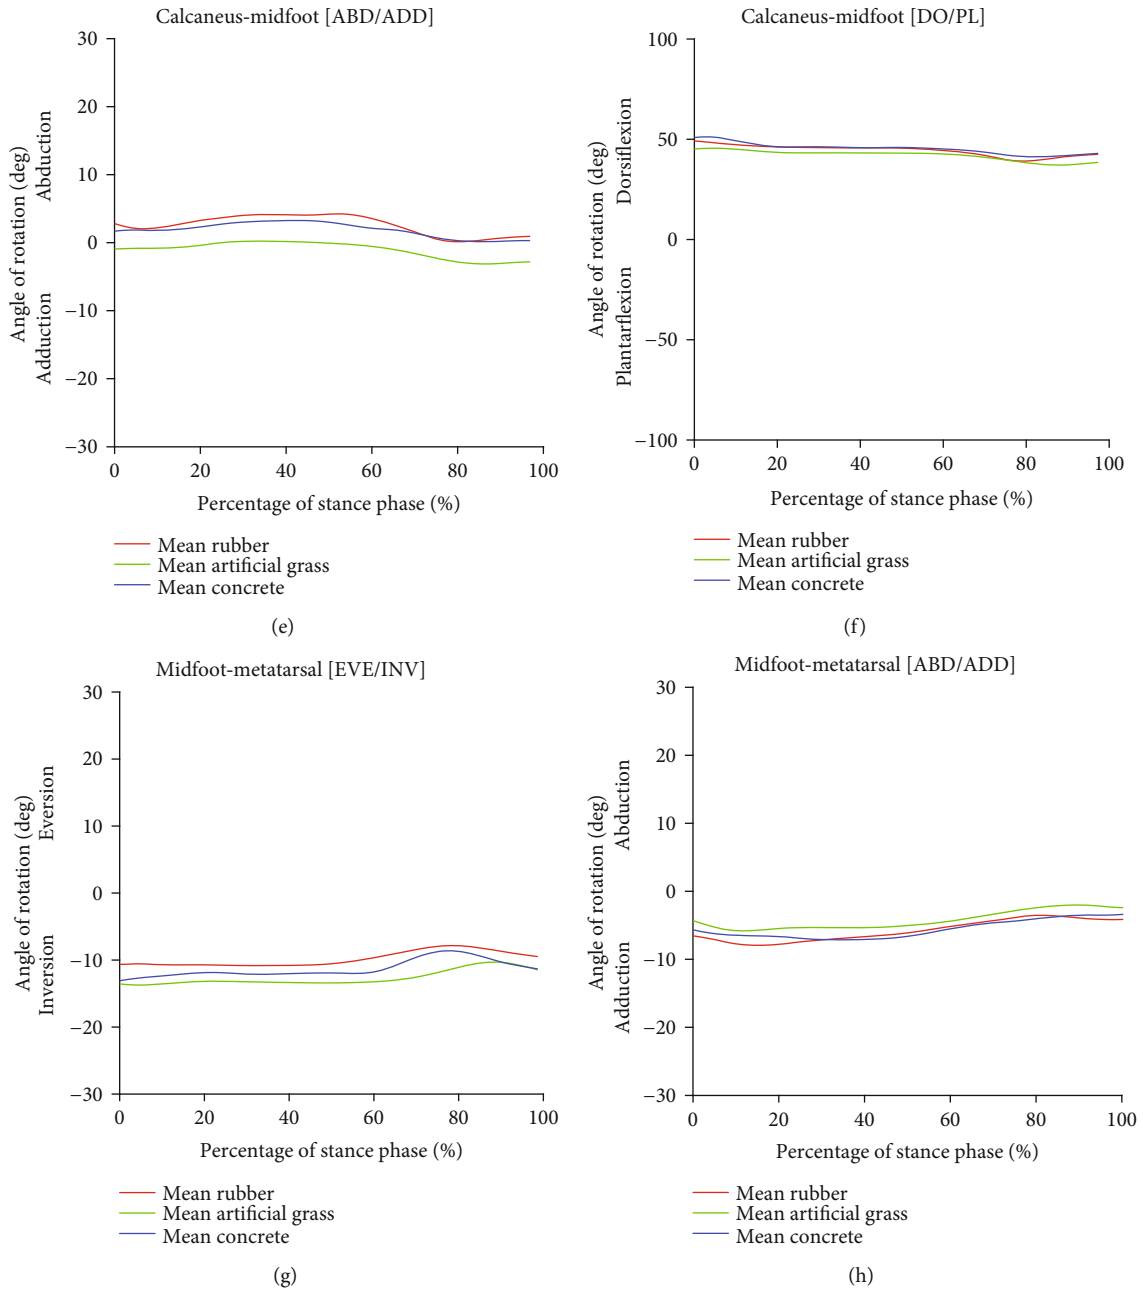 Calcaneus-midfoot [ABD/ADD]
30
20
10
0
−10
−20
−30
Angle of rotation (deg)
Abduction
Adduction
0 20 40 60 80 100
Percentage of stance phase (%)
Mean rubber
Mean artificial grass
Mean concrete
(e)
Calcaneus-midfoot [DO/PL]
100
50
0
−50
−100
Angle of rotation (deg)
Dorsiflexion
Plantarflexion
0 20 40 60 80 100
Percentage of stance phase (%)
Mean rubber
Mean artificial grass
Mean concrete
(f)
Midfoot-metatarsal [EVE/INV]
30
20
10
0
−10
−20
−30
Angle of rotation (deg)
Eversion
Inversion
0 20 40 60 80 100
Percentage of stance phase (%)
Mean rubber
Mean artificial grass
Mean concrete
(g)
Midfoot-metatarsal [ABD/ADD]
30
20
10
0
−10
−20
−30
Angle of rotation (deg)
Abduction
Adduction
0 20 40 60 80 100
Percentage of stance phase (%)
Mean rubber
Mean artificial grass
Mean concrete
(h)